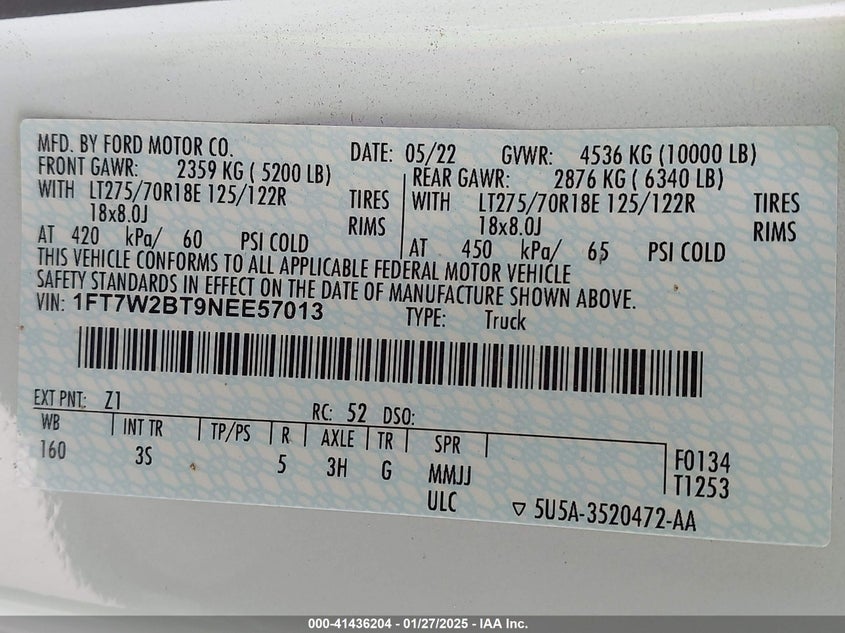 MFD. BY FORD MOTOR CO. DATE: 05/22 GVWR: 4536 KG (10000 LB)
FRONT GAWR: 2359 KG ( 5200 LB) REAR GAWR: 2876 KG ( 6340 LB)
WITH LT275/70R18E 125/122R TIRES WITH LT275/70R18E 125/122R TIRES
18x8.0J RIMS 18x8.0J RIMS
AT 420 kPa/ 60 PSI COLD AT 450 kPa/ 65 PSI COLD
THIS VEHICLE CONFORMS TO ALL APPLICABLE FEDERAL MOTOR VEHICLE
SAFETY STANDARDS IN EFFECT ON THE DATE OF MANUFACTURE SHOWN ABOVE.
VIN: 1FT7W2BT9NEE57013 TYPE: Truck
EXT PNT: Z1 RC: 52 DSO:
WB INT TR TP/PS R AXLE TR SPR
160 3S 5 3H G MMJJ F0134
ULC T1253
▽ 5U5A-3520472-AA
000-41436204 - 01/27/2025 - IAA Inc.